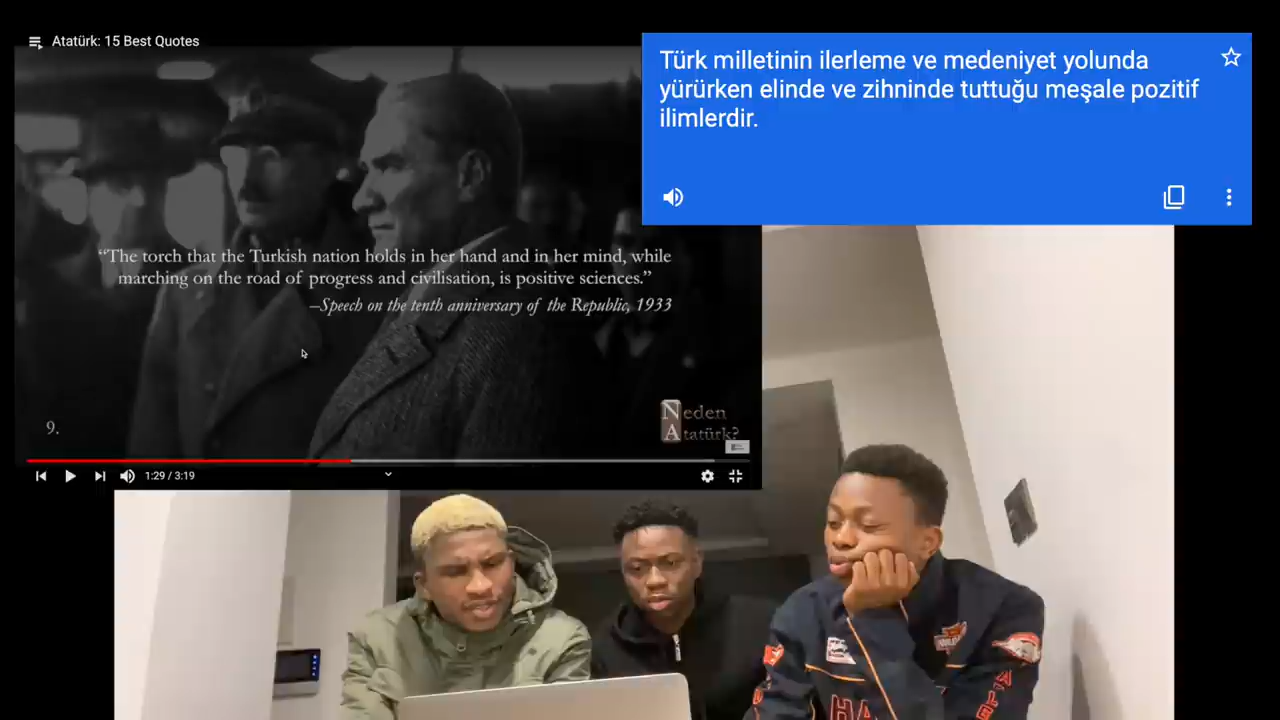 Atatürk: 15 Best Quotes
Türk milletinin ilerleme ve medeniyet yolunda
yürürken elinde ve zihninde tuttuğu meşale pozitif
ilimlerdir.
“The torch that the Turkish nation holds in her hand and in her mind, while
marching on the road of progress and civilisation, is positive sciences.”
–Speech on the tenth anniversary of the Republic, 1933
9.
Neden
Atatürk?
1:29 / 3:19
HA